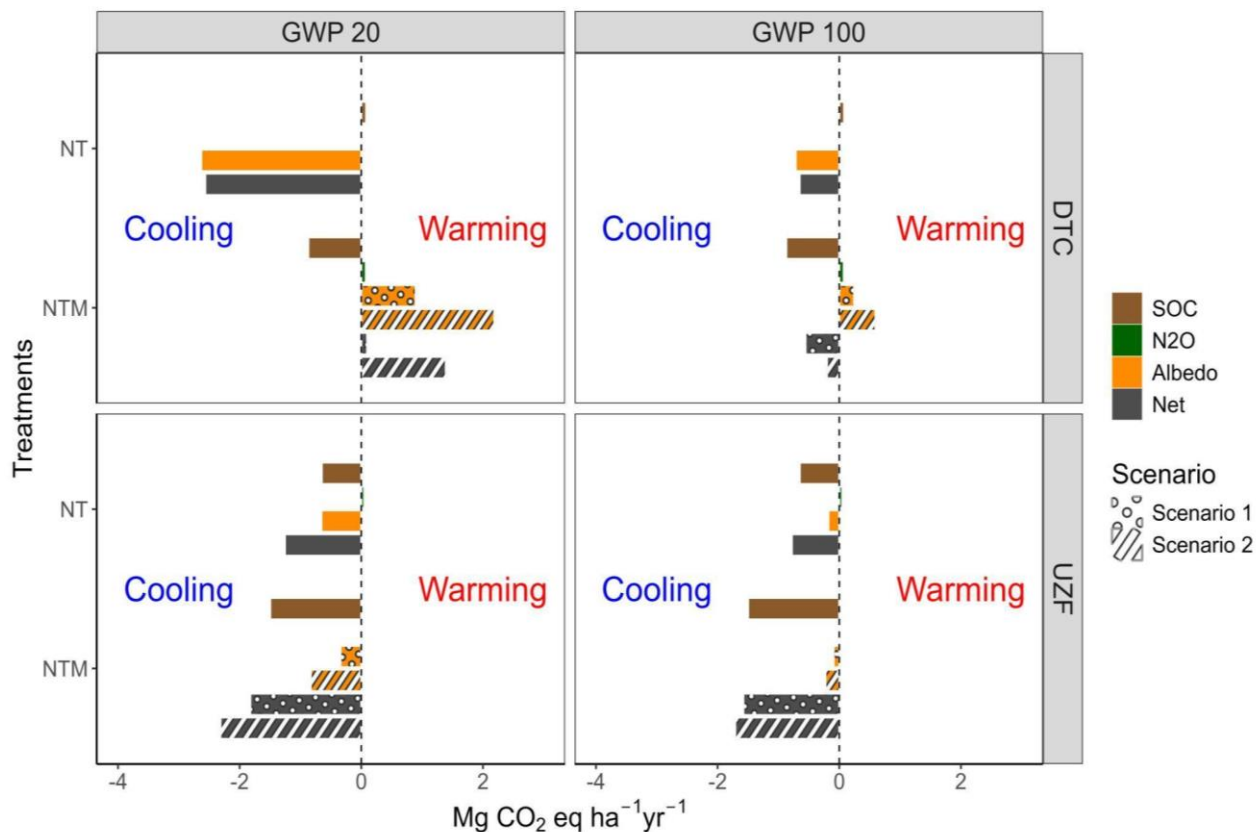 GWP 20
GWP 100
NT
Cooling
Warming
Cooling
Warming
DTC
NTM
Treatments
NT
Cooling
Warming
Cooling
Warming
UZF
NTM
-4
-2
0
2
-4
-2
0
2
Mg CO₂ eq ha⁻¹yr⁻¹
SOC
N2O
Albedo
Net
Scenario
Scenario 1
Scenario 2